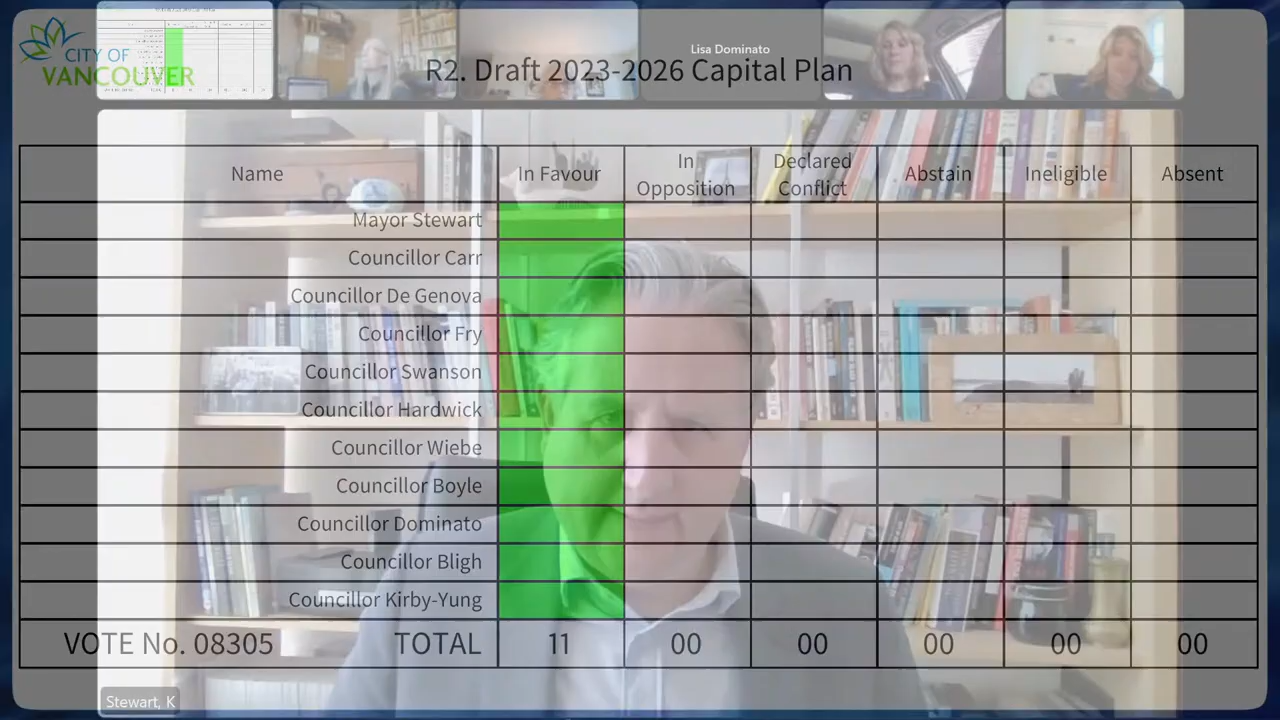 CITY OF
VANCOUVER
Lisa Dominato
R2. Draft 2023-2026 Capital Plan
Name
In Favour
In
Opposition
Declared
Conflict
Abstain
Ineligible
Absent
Mayor Stewart
Councillor Carr
Councillor De Genova
Councillor Fry
Councillor Swanson
Councillor Hardwick
Councillor Wiebe
Councillor Boyle
Councillor Dominato
Councillor Bligh
Councillor Kirby-Yung
VOTE No. 08305 TOTAL 11 00 00 00 00 00
Stewart, K